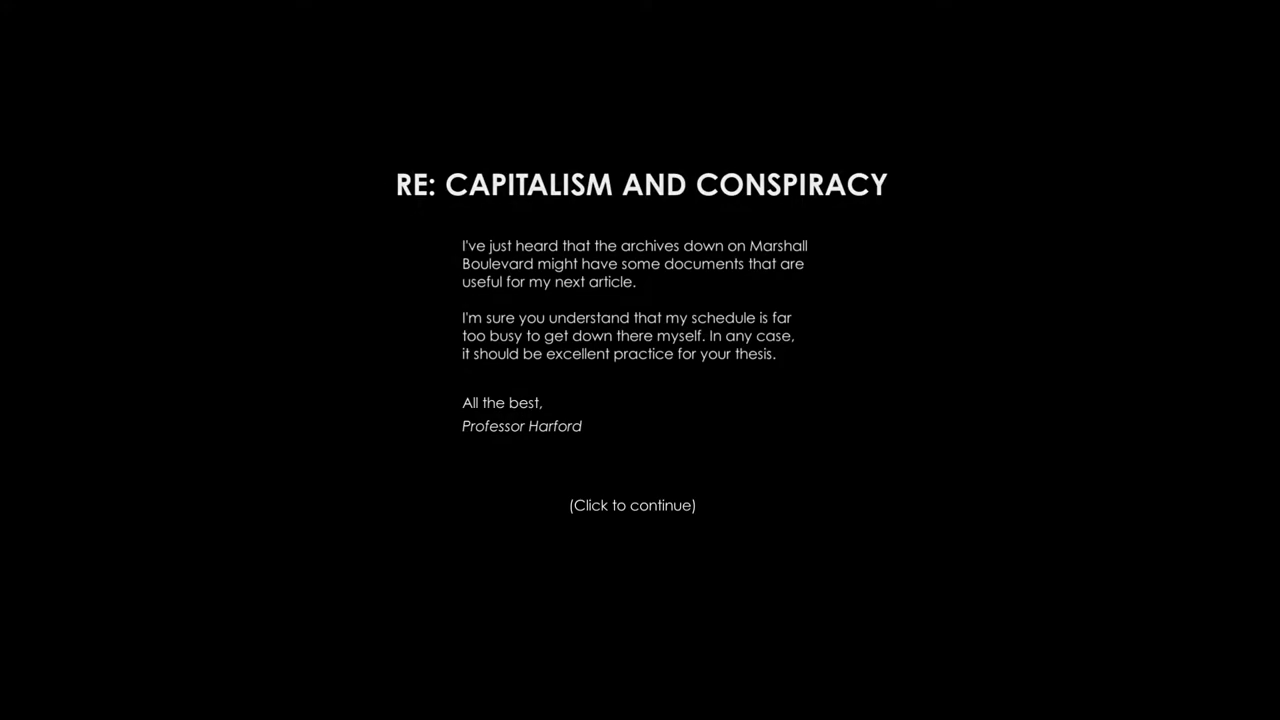 RE: CAPITALISM AND CONSPIRACY
I've just heard that the archives down on Marshall
Boulevard might have some documents that are
useful for my next article.
I'm sure you understand that my schedule is far
too busy to get down there myself. In any case,
it should be excellent practice for your thesis.
All the best,
Professor Harford
(Click to continue)